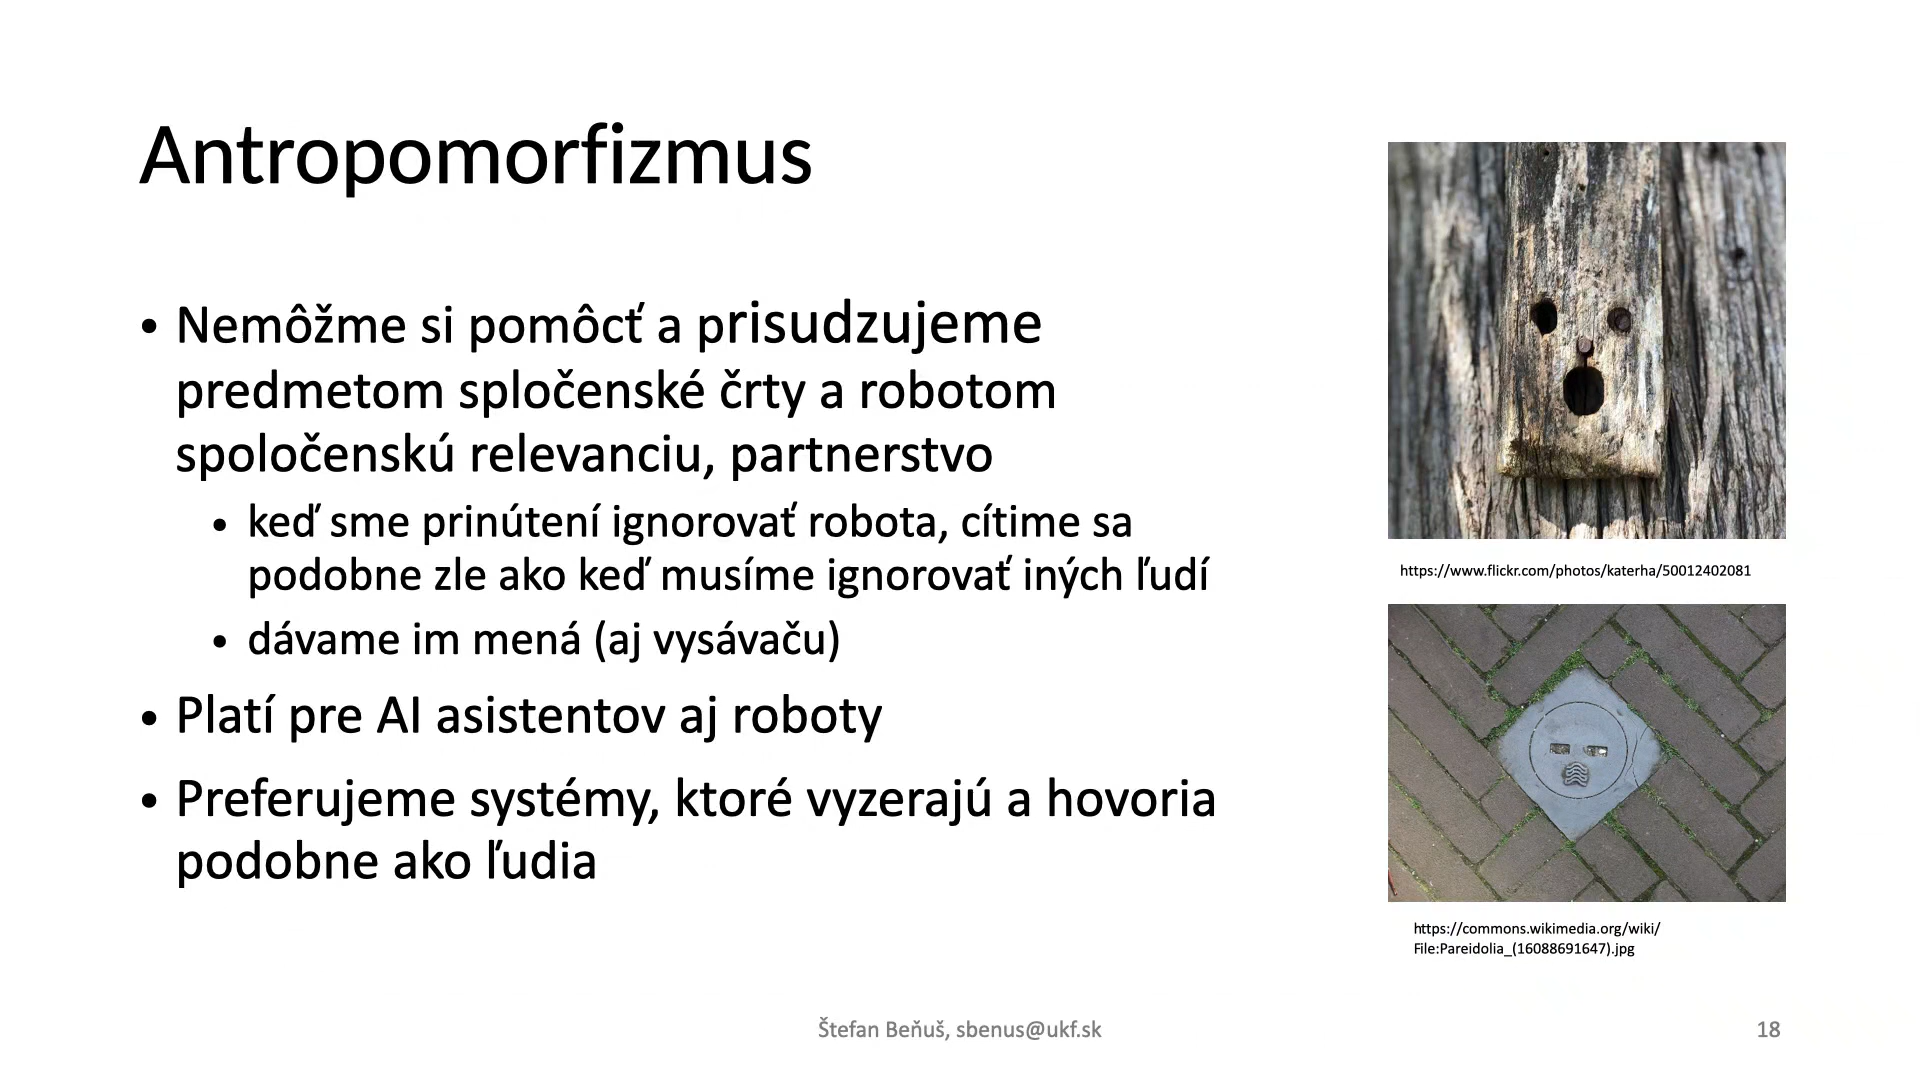 Antropomorfizmus
• Nemôžme si pomôcť a prisudzujeme
predmetom spločenské črty a robotom
spoločenskú relevanciu, partnerstvo
• keď sme prinútení ignorovať robota, cítime sa
podobne zle ako keď musíme ignorovať iných ľudí
• dávame im mená (aj vysávaču)
• Platí pre AI asistentov aj roboty
• Preferujeme systémy, ktoré vyzerajú a hovoria
podobne ako ľudia
https://www.flickr.com/photos/katerha/50012402081
https://commons.wikimedia.org/wiki/
File:Pareidolia_(16088691647).jpg
Štefan Beňuš, sbenus@ukf.sk
18